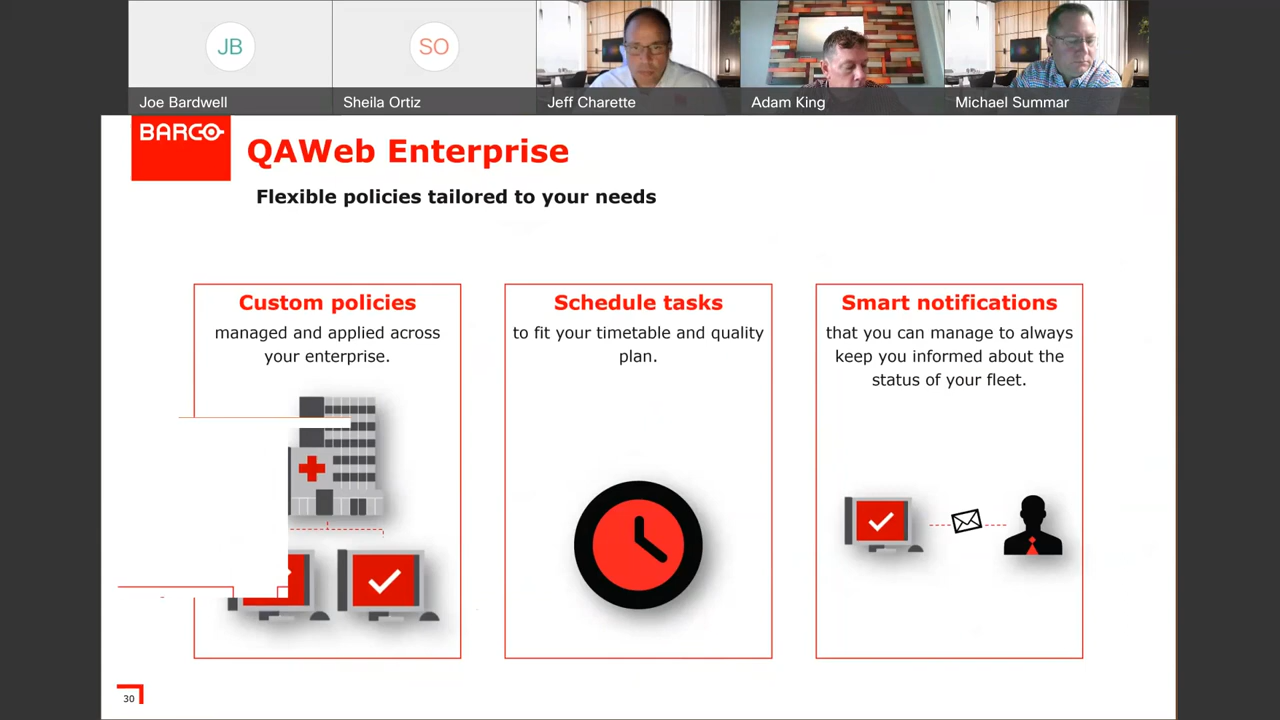 JB
SO
Joe Bardwell
Sheila Ortiz
Jeff Charette
Adam King
Michael Summar
BARCO
QAWeb Enterprise
Flexible policies tailored to your needs
Custom policies
managed and applied across
your enterprise.
Schedule tasks
to fit your timetable and quality
plan.
Smart notifications
that you can manage to always
keep you informed about the
status of your fleet.
30